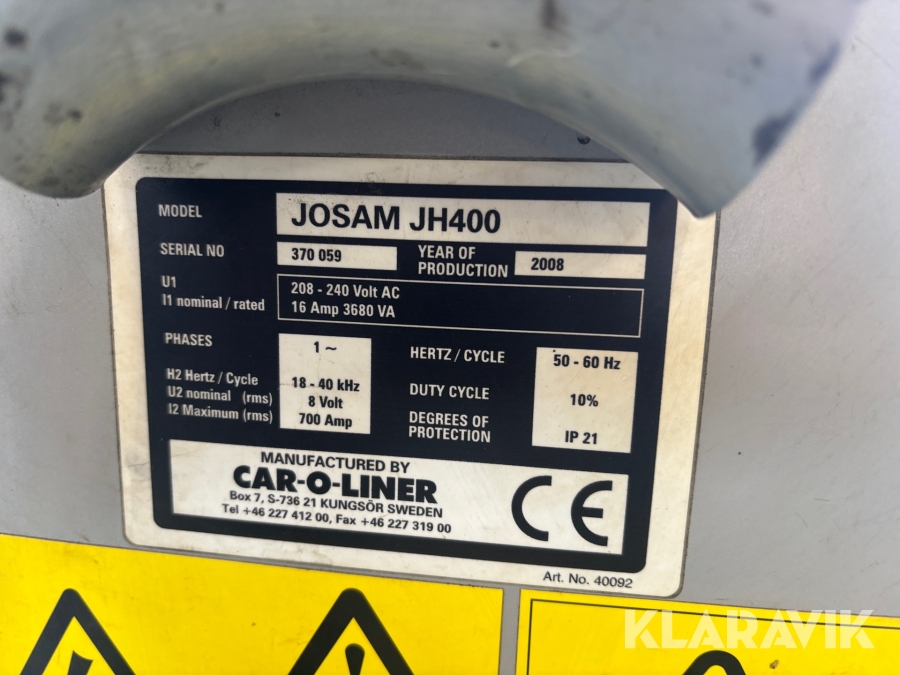 MODEL JOSAM JH400
SERIAL NO 370 059 YEAR OF PRODUCTION 2008
U1 208 - 240 Volt AC
I1 nominal / rated 16 Amp 3680 VA
PHASES 1 ~ HERTZ / CYCLE 50 - 60 Hz
H2 Hertz / Cycle 18 - 40 kHz DUTY CYCLE 10%
U2 nominal (rms) 8 Volt
I2 Maximum (rms) 700 Amp DEGREES OF PROTECTION IP 21
MANUFACTURED BY
CAR-O-LINER
Box 7, S-736 21 KUNGSÖR SWEDEN
Tel +46 227 412 00, Fax +46 227 319 00
CE
Art. No. 40092
KLARAVIK